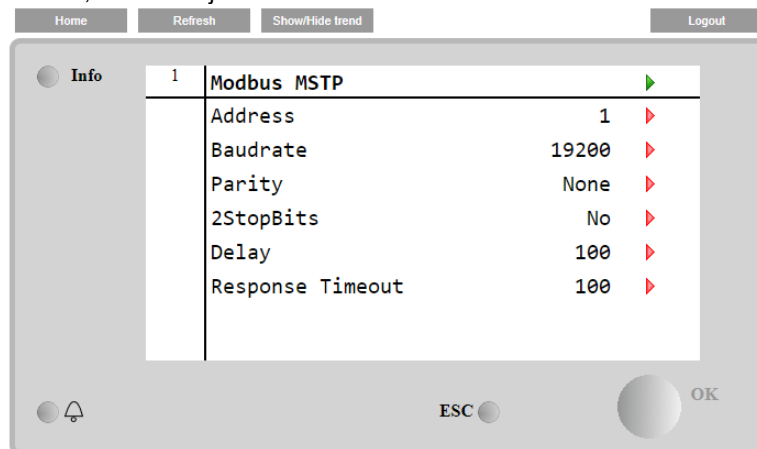 Home Refresh Show/Hide trend Logout
Info 1 Modbus MSTP
Address 1
Baudrate 19200
Parity None
2StopBits No
Delay 100
Response Timeout 100
ESC OK